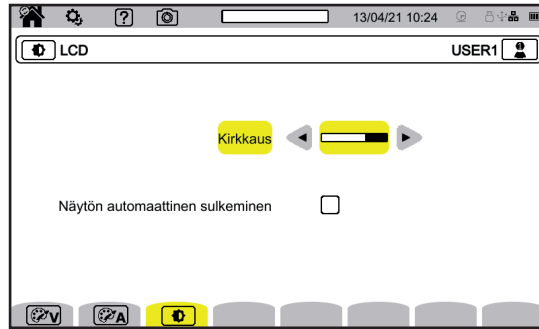 13/04/21 10:24
LCD
USER1
Kirkkaus
Näytön automaattinen sulkeminen
V
A